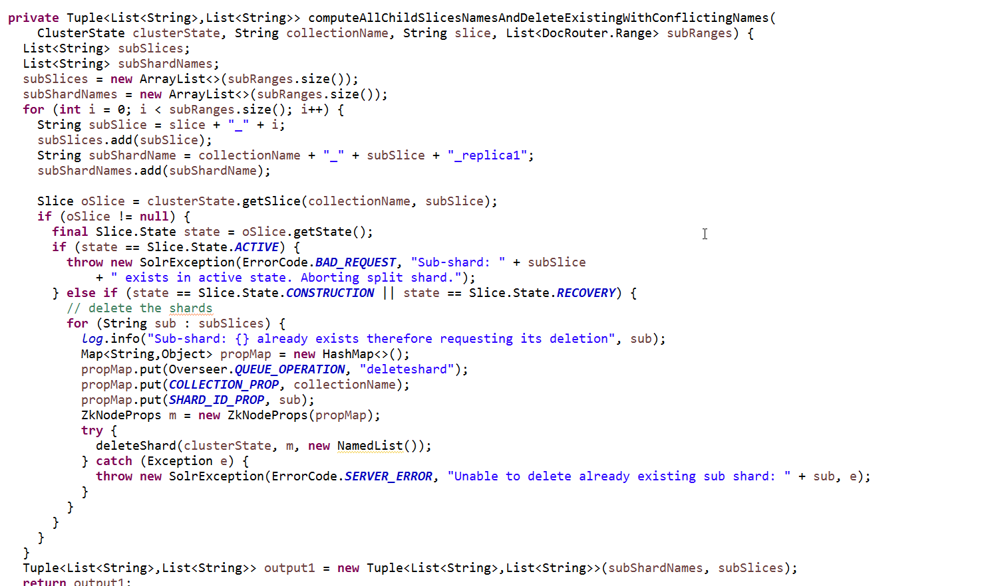 private Tuple<List<String>,List<String>> computeAllChildSlicesNamesAndDeleteExistingWithConflictingNames(
    ClusterState clusterState, String collectionName, String slice, List<DocRouter.Range> subRanges) {
  List<String> subSlices;
  List<String> subShardNames;
  subSlices = new ArrayList<>(subRanges.size());
  subShardNames = new ArrayList<>(subRanges.size());
  for (int i = 0; i < subRanges.size(); i++) {
    String subSlice = slice + "_" + i;
    subSlices.add(subSlice);
    String subShardName = collectionName + "_" + subSlice + "_replica1";
    subShardNames.add(subShardName);

    Slice oSlice = clusterState.getSlice(collectionName, subSlice);
    if (oSlice != null) {
      final Slice.State state = oSlice.getState();
      if (state == Slice.State.ACTIVE) {
        throw new SolrException(ErrorCode.BAD_REQUEST, "Sub-shard: " + subSlice
            + " exists in active state. Aborting split shard.");
      } else if (state == Slice.State.CONSTRUCTION || state == Slice.State.RECOVERY) {
        // delete the shards
        for (String sub : subSlices) {
          log.info("Sub-shard: {} already exists therefore requesting its deletion", sub);
          Map<String,Object> propMap = new HashMap<>();
          propMap.put(Overseer.QUEUE_OPERATION, "deleteshard");
          propMap.put(COLLECTION_PROP, collectionName);
          propMap.put(SHARD_ID_PROP, sub);
          ZkNodeProps m = new ZkNodeProps(propMap);
          try {
            deleteShard(clusterState, m, new NamedList());
          } catch (Exception e) {
            throw new SolrException(ErrorCode.SERVER_ERROR, "Unable to delete already existing sub shard: " + sub, e);
          }
        }
      }
    }
  }
  Tuple<List<String>,List<String>> output1 = new Tuple<List<String>,List<String>>(subShardNames, subSlices);
  return output1;